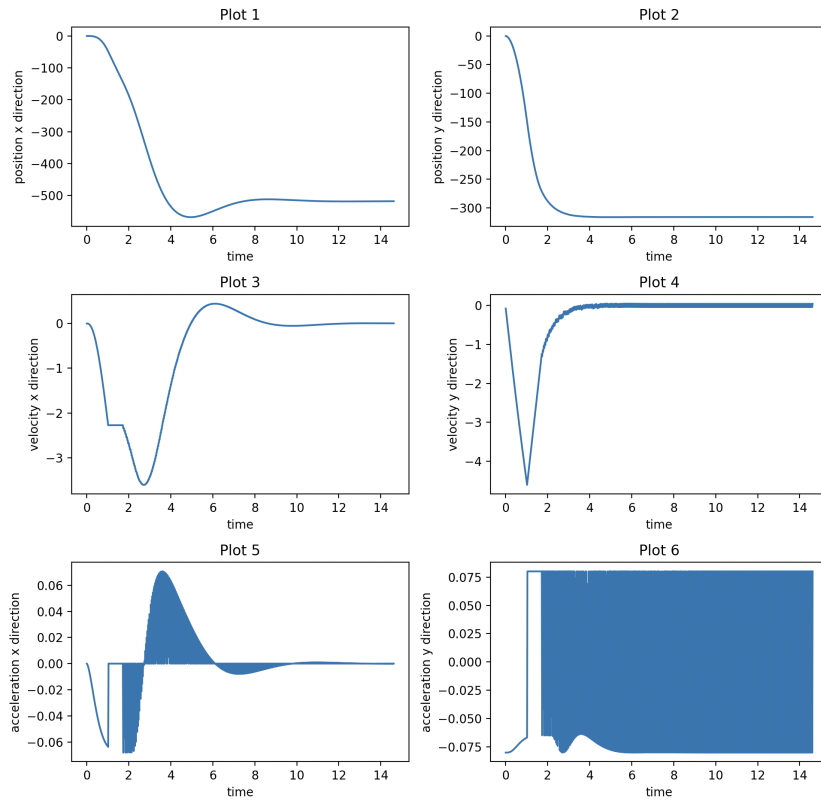 Plot 1
position x direction
0
−100
−200
−300
−400
−500
0 2 4 6 8 10 12 14
time
Plot 2
position y direction
0
−50
−100
−150
−200
−250
−300
0 2 4 6 8 10 12 14
time
Plot 3
velocity x direction
0
−1
−2
−3
0 2 4 6 8 10 12 14
time
Plot 4
velocity y direction
0
−1
−2
−3
−4
0 2 4 6 8 10 12 14
time
Plot 5
acceleration x direction
0.06
0.04
0.02
0.00
−0.02
−0.04
−0.06
0 2 4 6 8 10 12 14
time
Plot 6
acceleration y direction
0.075
0.050
0.025
0.000
−0.025
−0.050
−0.075
0 2 4 6 8 10 12 14
time